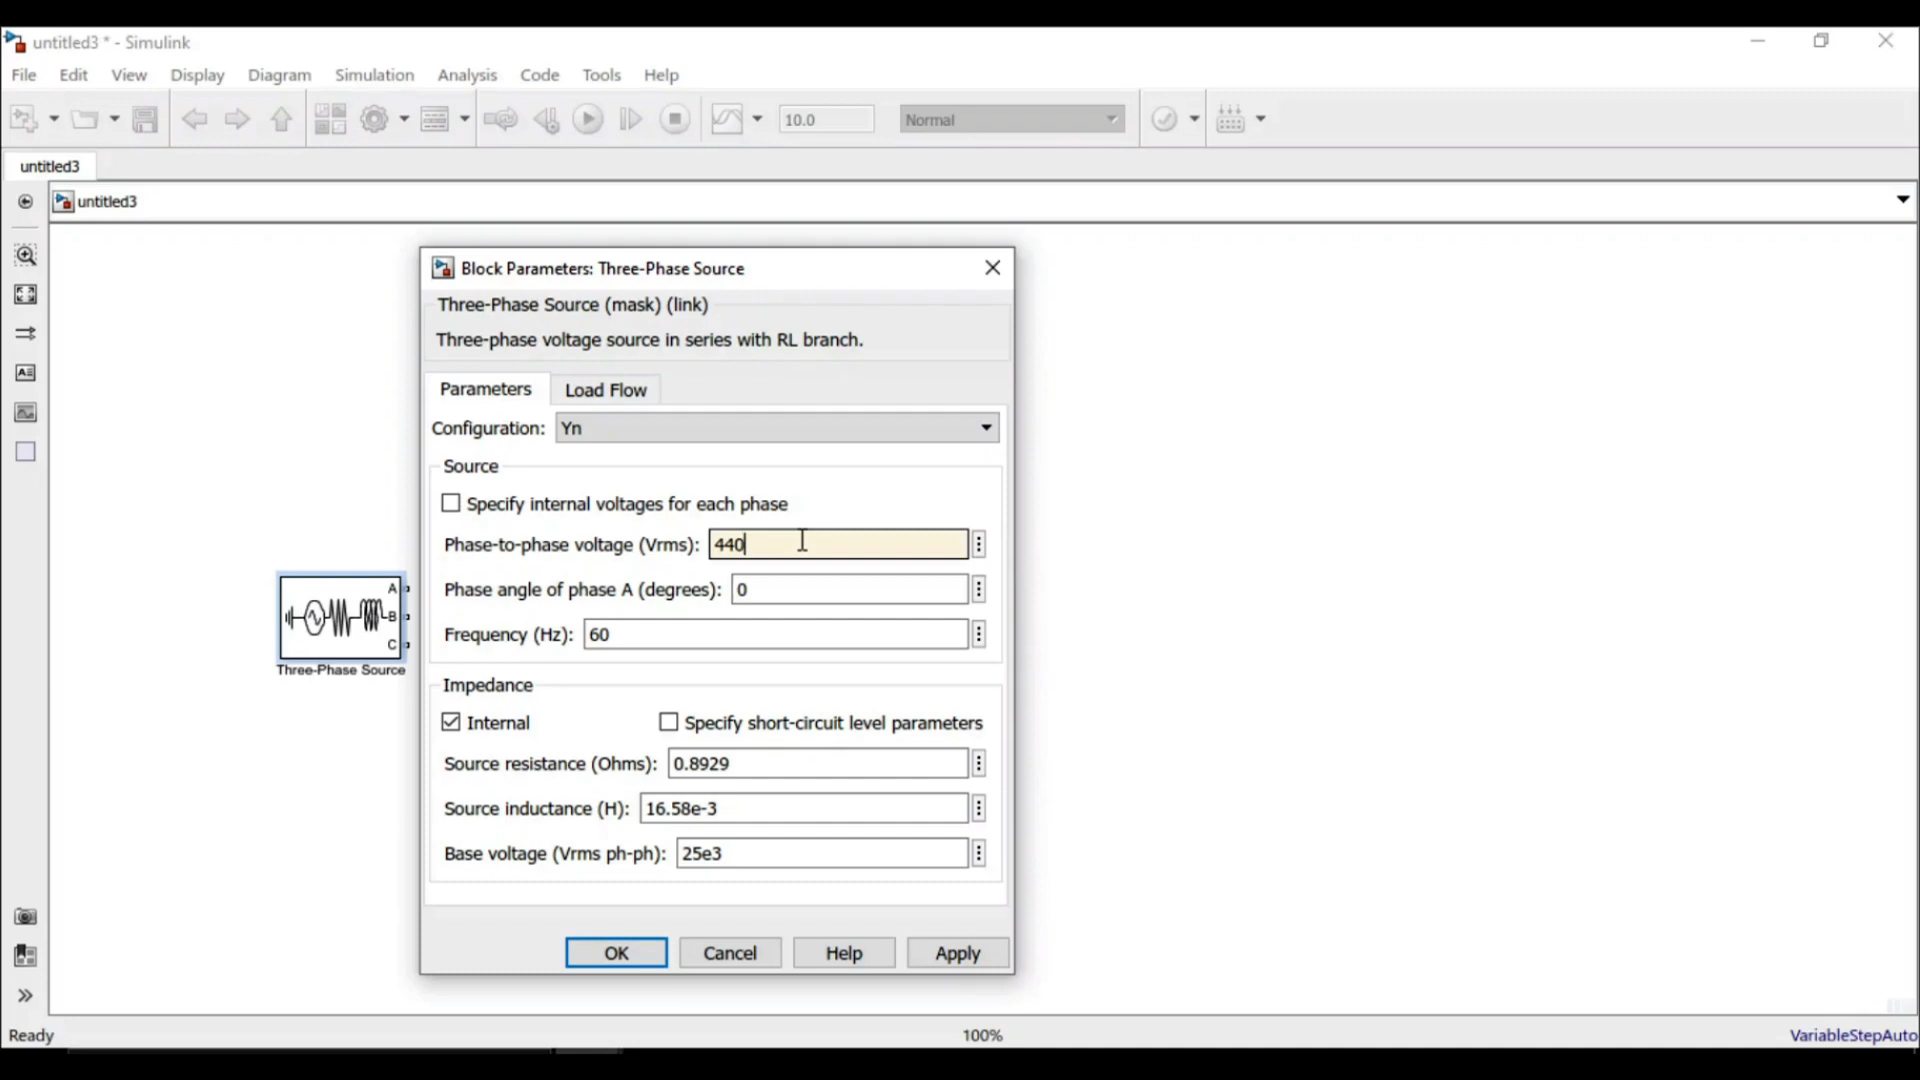 untitled3 * - Simulink
File Edit View Display Diagram Simulation Analysis Code Tools Help
10.0 Normal
untitled3
untitled3
Block Parameters: Three-Phase Source
Three-Phase Source (mask) (link)
Three-phase voltage source in series with RL branch.
Parameters Load Flow
Configuration: Yn
Source
Specify internal voltages for each phase
Phase-to-phase voltage (Vrms): 440
Phase angle of phase A (degrees): 0
Frequency (Hz): 60
A
B
C
Three-Phase Source
Impedance
Internal Specify short-circuit level parameters
Source resistance (Ohms): 0.8929
Source inductance (H): 16.58e-3
Base voltage (Vrms ph-ph): 25e3
OK Cancel Help Apply
Ready 100% VariableStepAuto